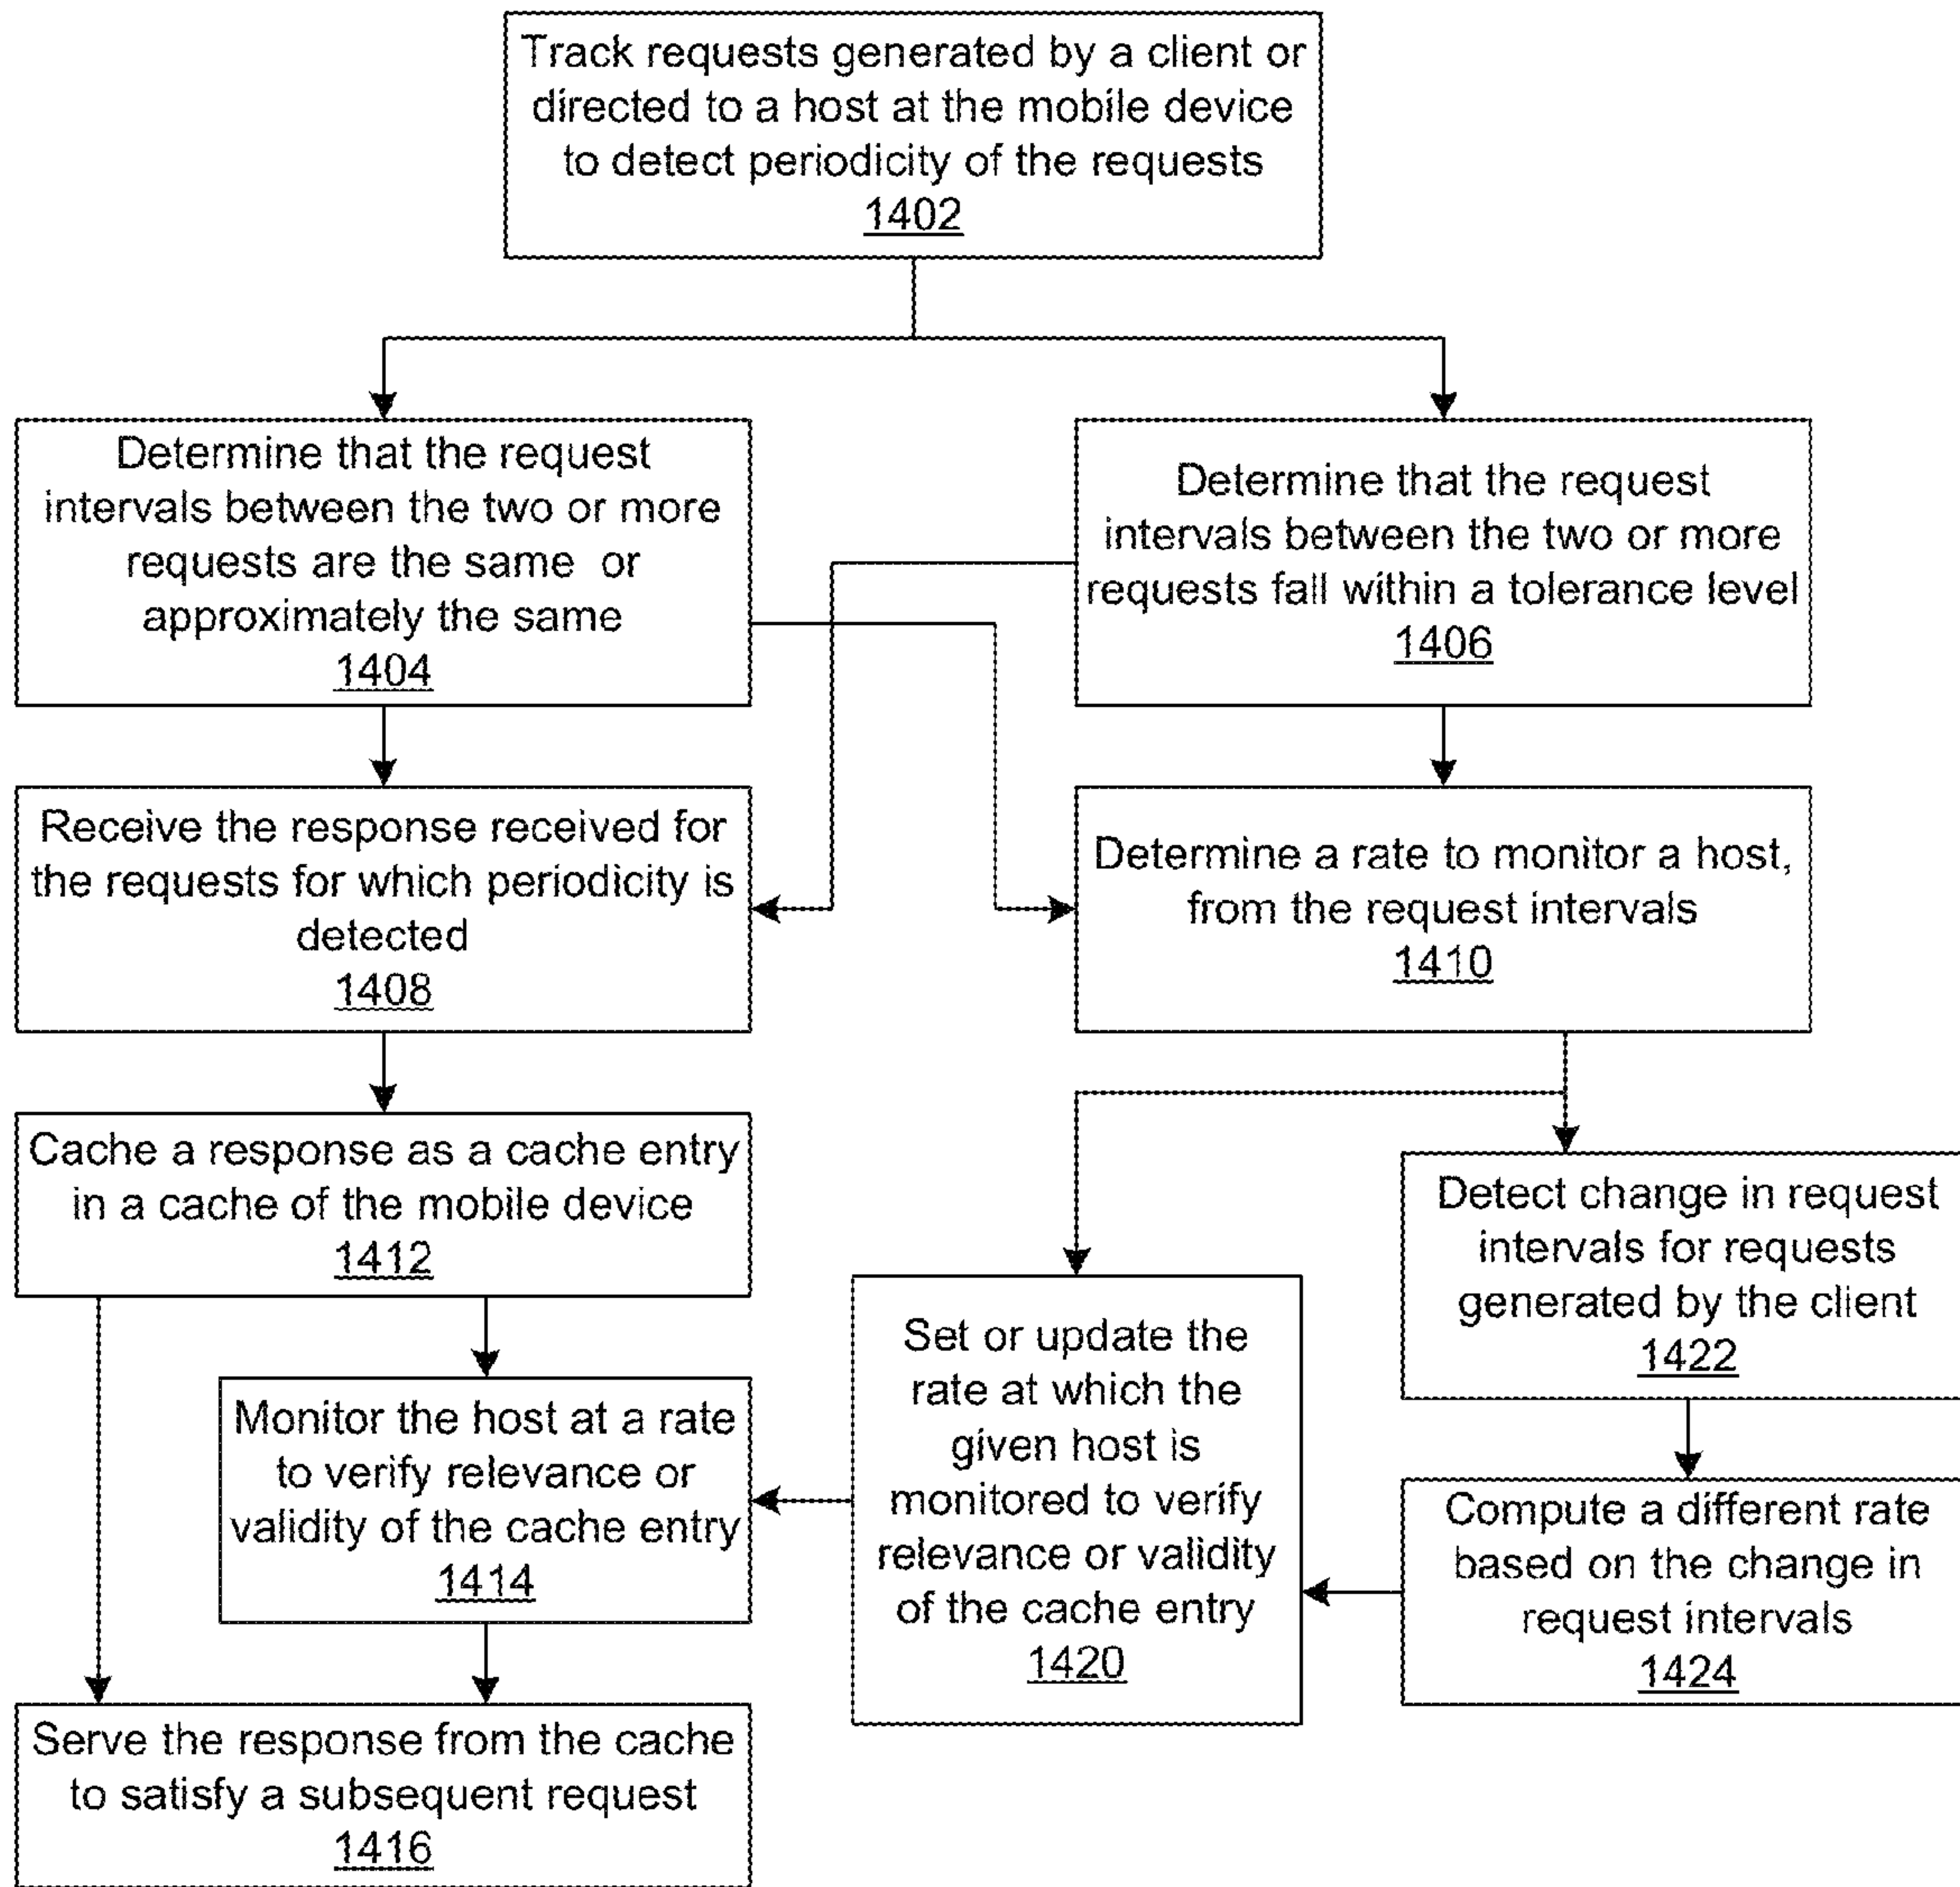 Track requests generated by a client or
directed to a host at the mobile device
to detect periodicity of the requests
1402
Determine that the request
intervals between the two or more
requests are the same or
approximately the same
1404
Determine that the request
intervals between the two or more
requests fall within a tolerance level
1406
Receive the response received for
the requests for which periodicity is
detected
1408
Determine a rate to monitor a host,
from the request intervals
1410
Cache a response as a cache entry
in a cache of the mobile device
1412
Detect change in request
intervals for requests
generated by the client
1422
Set or update the
rate at which the
given host is
monitored to verify
relevance or validity
of the cache entry
1420
Monitor the host at a rate
to verify relevance or
validity of the cache entry
1414
Compute a different rate
based on the change in
request intervals
1424
Serve the response from the cache
to satisfy a subsequent request
1416